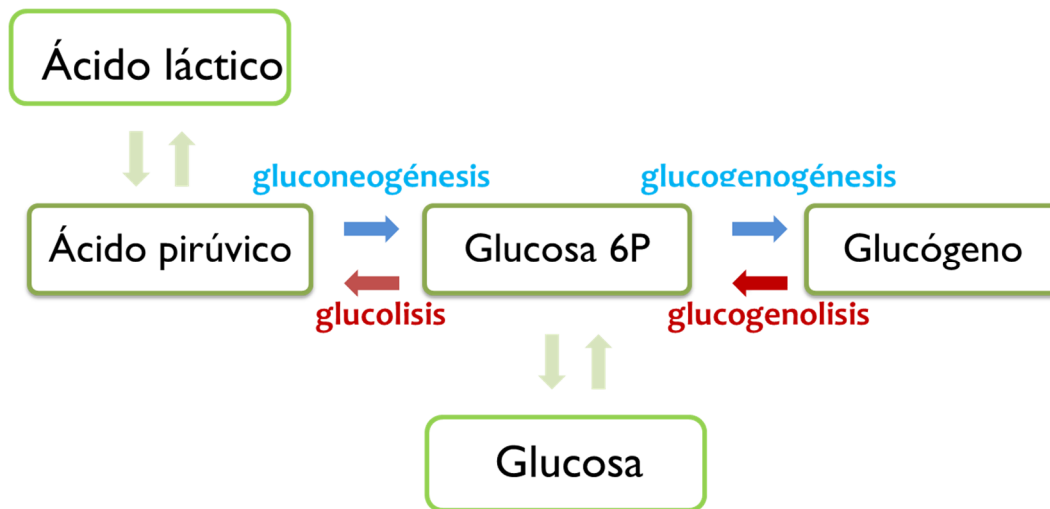 Ácido láctico
gluconeogénesis
glucogenogénesis
Ácido pirúvico
Glucosa 6P
Glucógeno
glucolisis
glucogenolisis
Glucosa